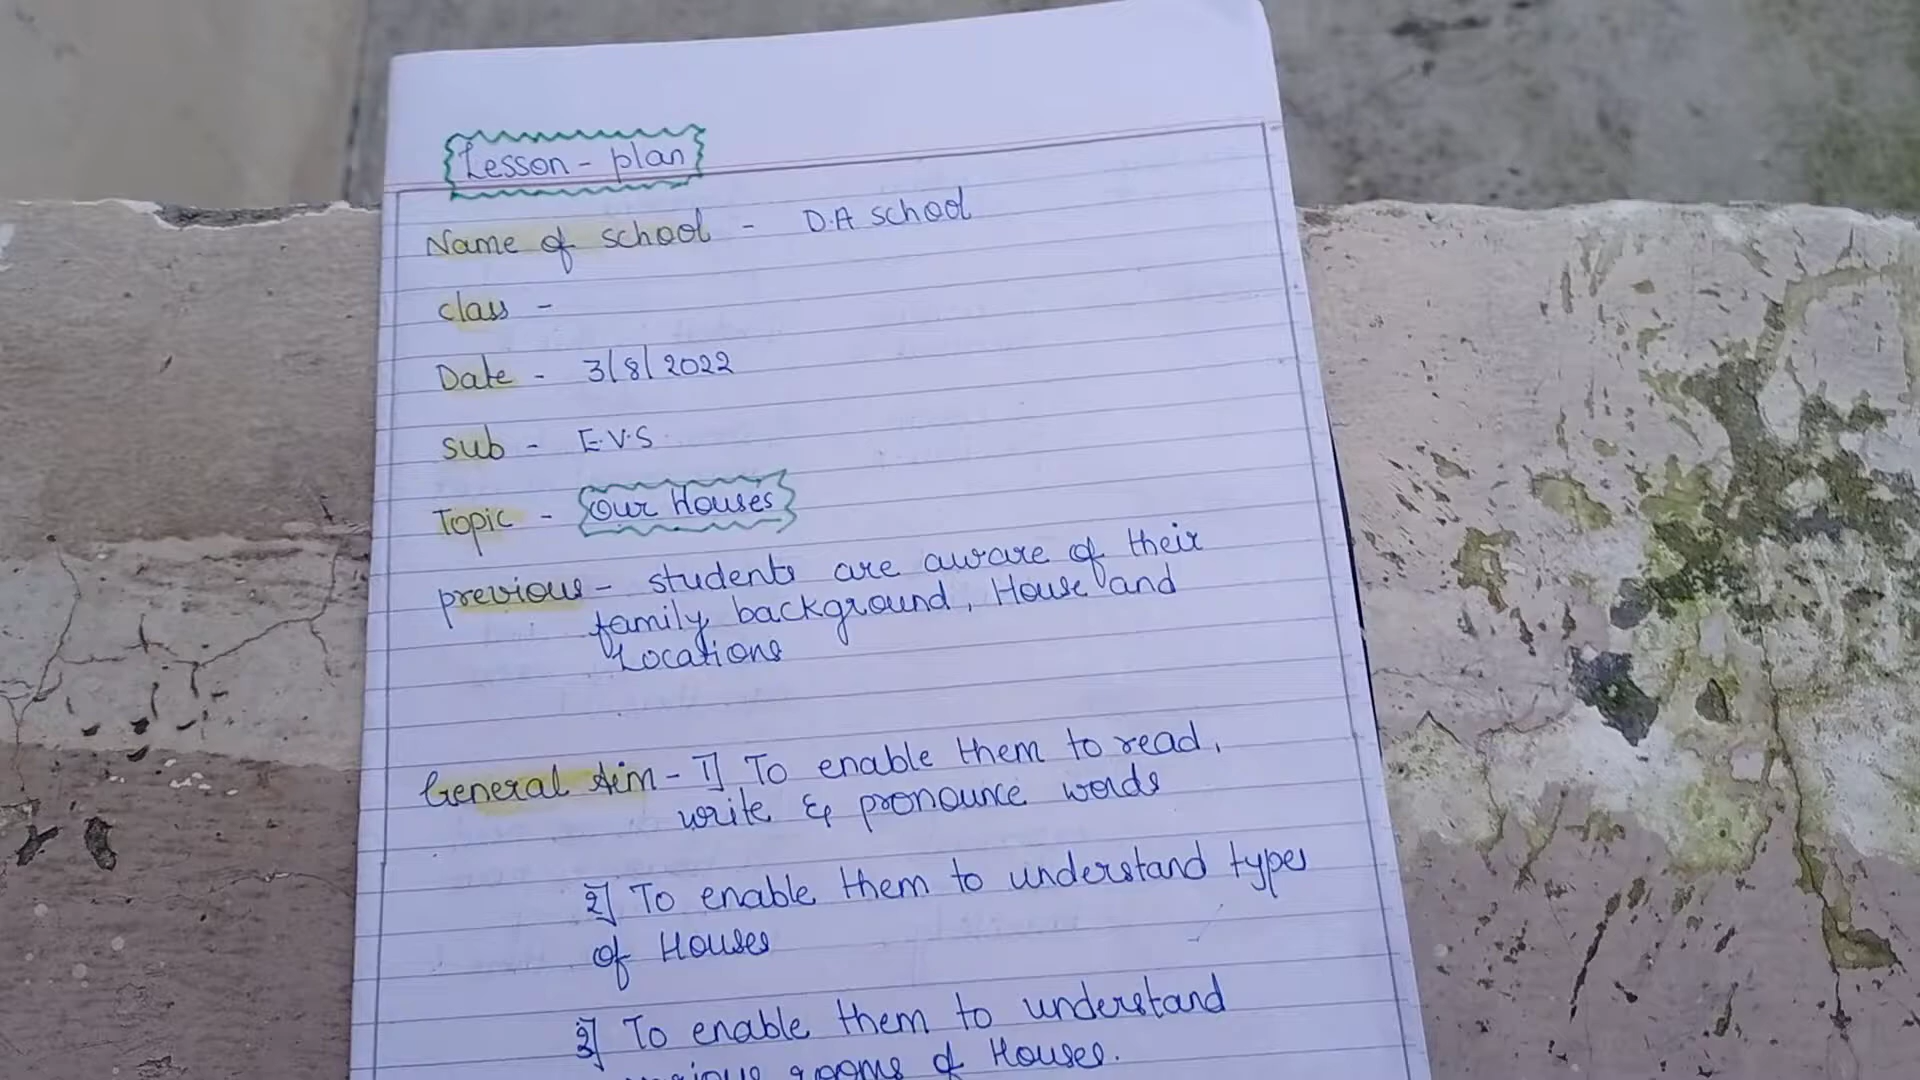 Lesson - plan
Name of school - D.A school
class -
Date - 3/8/2022
sub - E.V.S
Topic - Our Houses
previous - students are aware of their
family background, House and
Locations
General Aim - 1] To enable them to read,
write & pronounce words
2] To enable them to understand types
of Houses
3] To enable them to understand
various rooms of Houses.